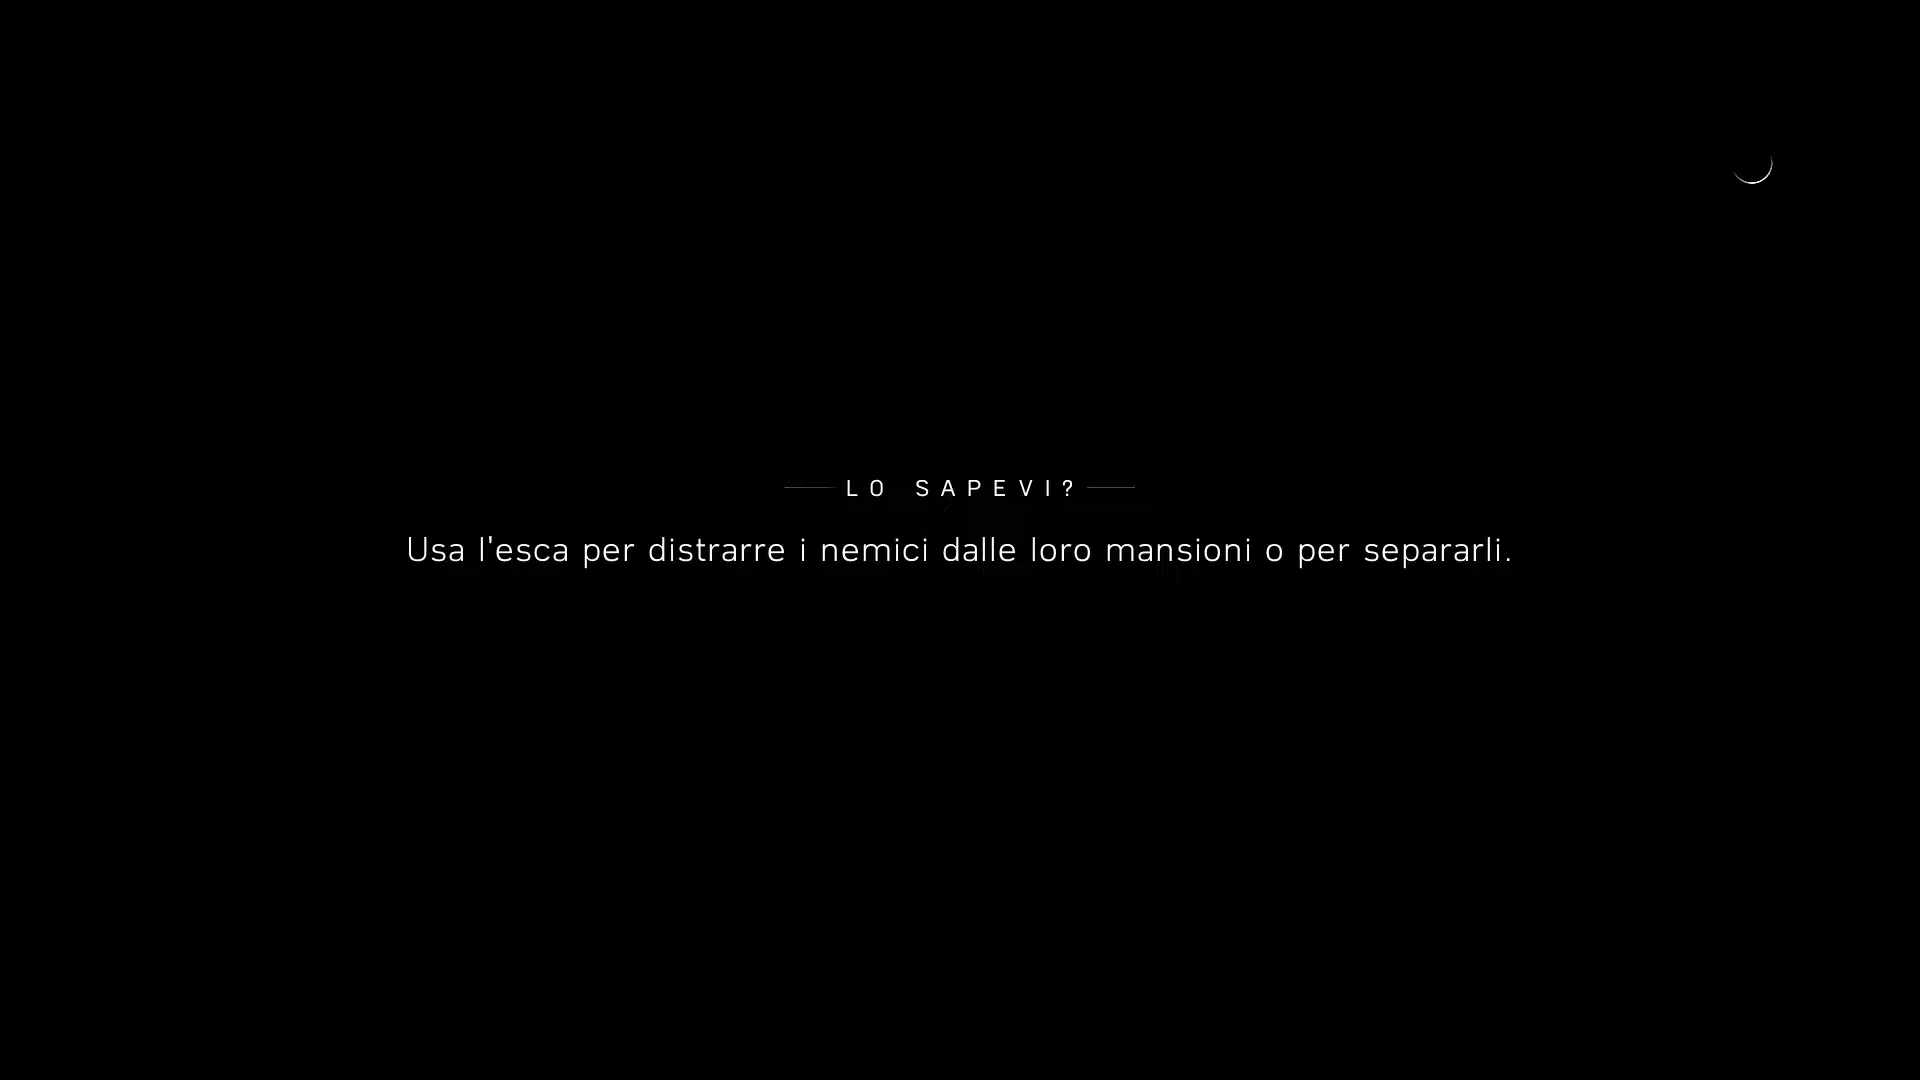 LO SAPEVI?
Usa l'esca per distrarre i nemici dalle loro mansioni o per separarli.